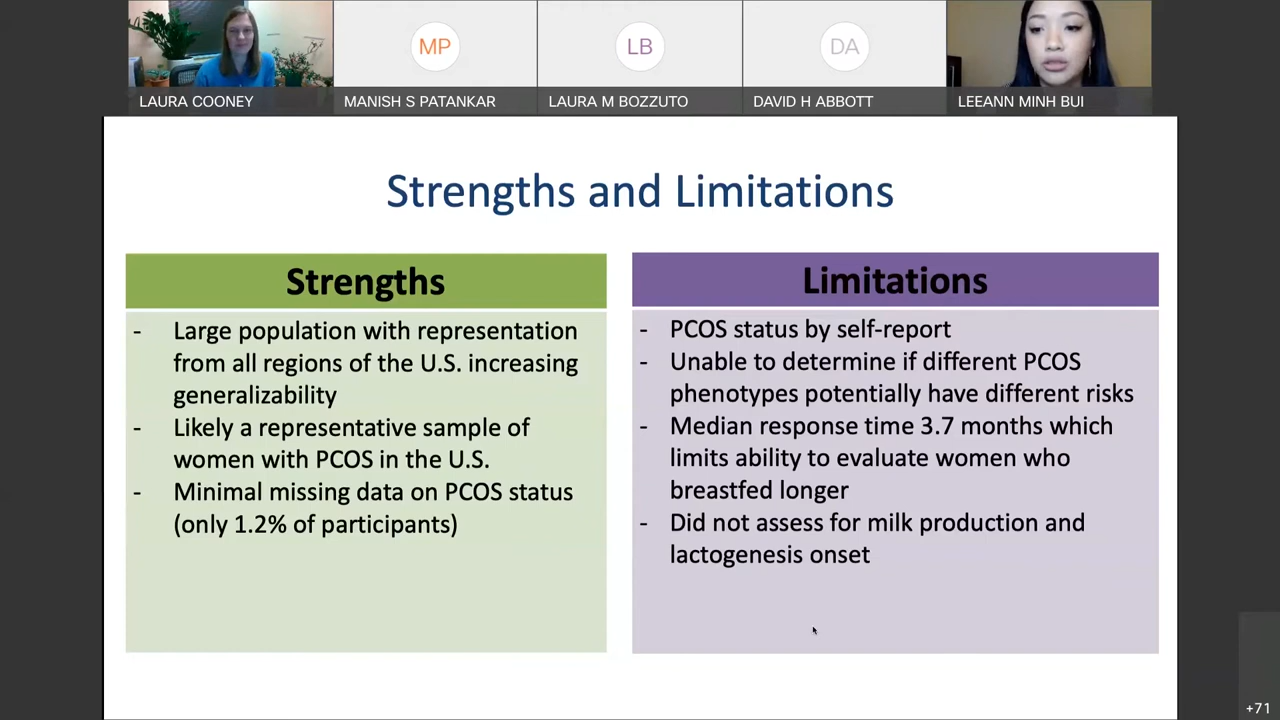 MP
LB
DA
LAURA COONEY
MANISH S PATANKAR
LAURA M BOZZUTO
DAVID H ABBOTT
LEEANN MINH BUI
Strengths and Limitations
Strengths
- Large population with representation
from all regions of the U.S. increasing
generalizability
- Likely a representative sample of
women with PCOS in the U.S.
- Minimal missing data on PCOS status
(only 1.2% of participants)
Limitations
- PCOS status by self-report
- Unable to determine if different PCOS
phenotypes potentially have different risks
- Median response time 3.7 months which
limits ability to evaluate women who
breastfed longer
- Did not assess for milk production and
lactogenesis onset
+71